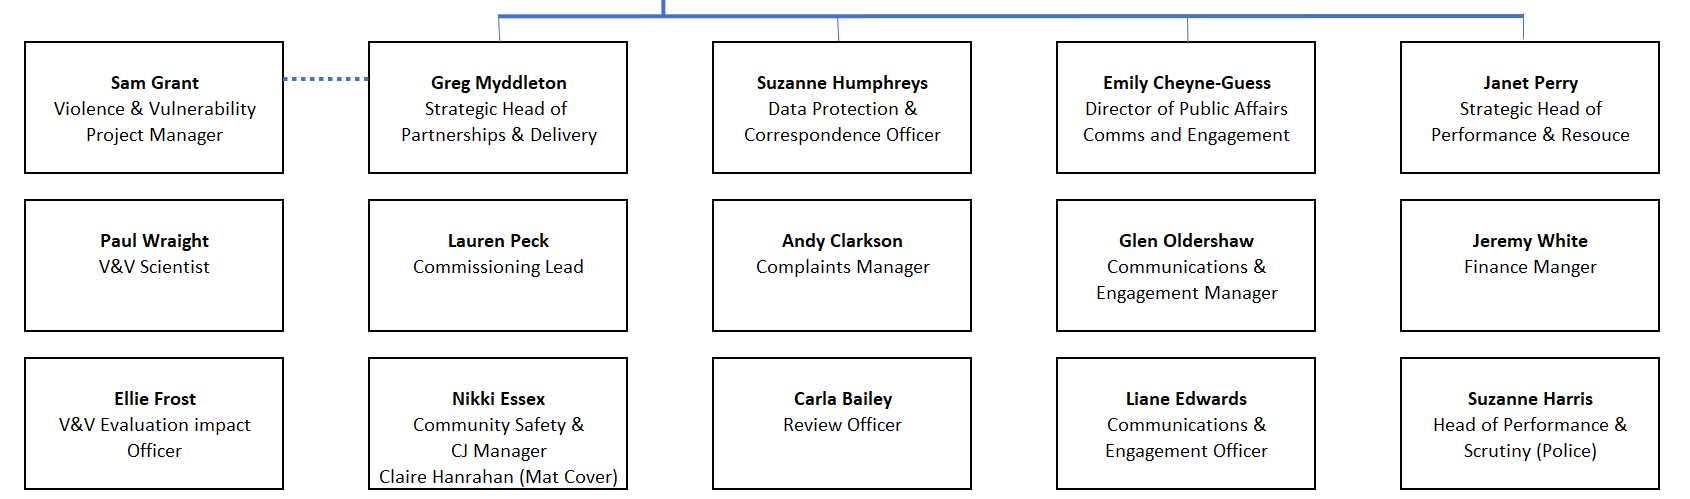 Sam Grant
Violence & Vulnerability
Project Manager
Greg Myddleton
Strategic Head of
Partnerships & Delivery
Suzanne Humphreys
Data Protection &
Correspondence Officer
Emily Cheyne-Guess
Director of Public Affairs
Comms and Engagement
Janet Perry
Strategic Head of
Performance & Resouce
Paul Wraight
V&V Scientist
Lauren Peck
Commissioning Lead
Andy Clarkson
Complaints Manager
Glen Oldershaw
Communications &
Engagement Manager
Jeremy White
Finance Manger
Ellie Frost
V&V Evaluation impact
Officer
Nikki Essex
Community Safety &
CJ Manager
Claire Hanrahan (Mat Cover)
Carla Bailey
Review Officer
Liane Edwards
Communications &
Engagement Officer
Suzanne Harris
Head of Performance &
Scrutiny (Police)